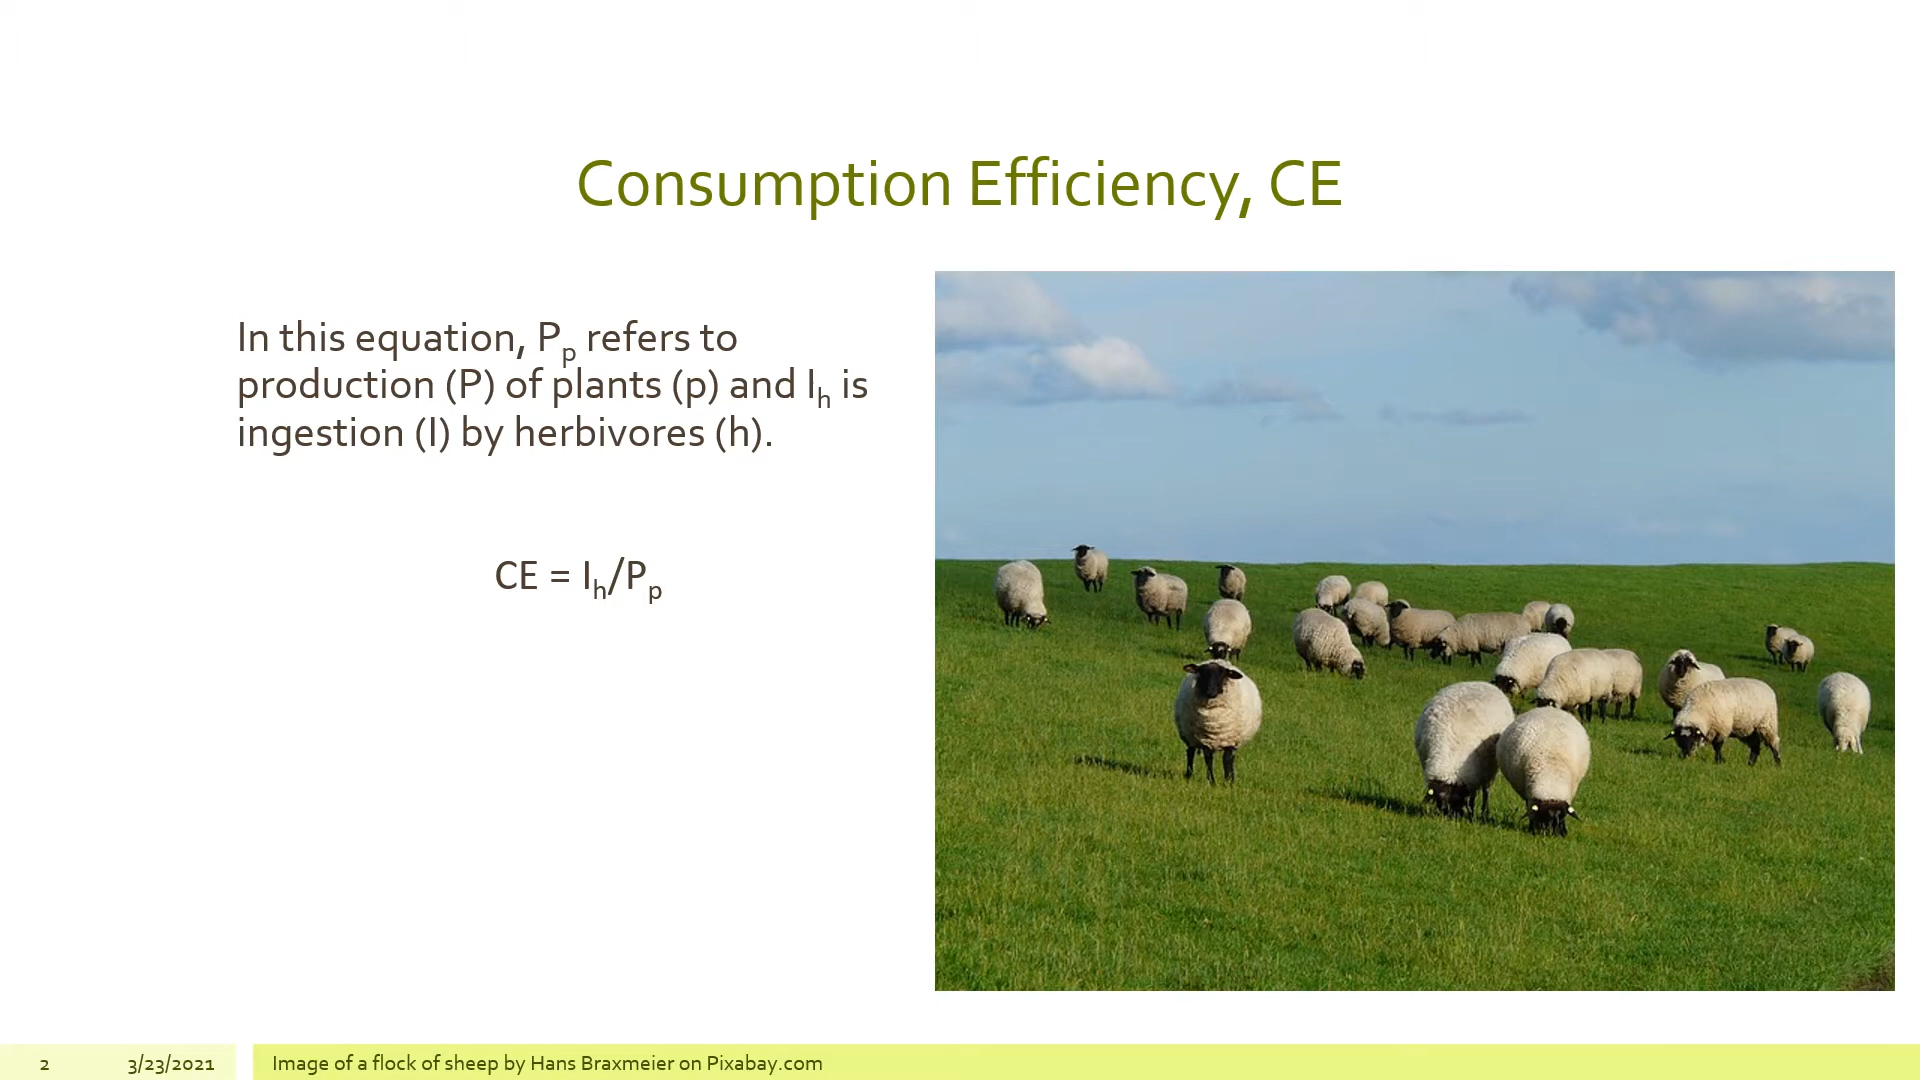 Consumption Efficiency, CE
In this equation, Pₚ refers to
production (P) of plants (p) and Iₕ is
ingestion (I) by herbivores (h).
CE = Iₕ/Pₚ
2 3/23/2021 Image of a flock of sheep by Hans Braxmeier on Pixabay.com